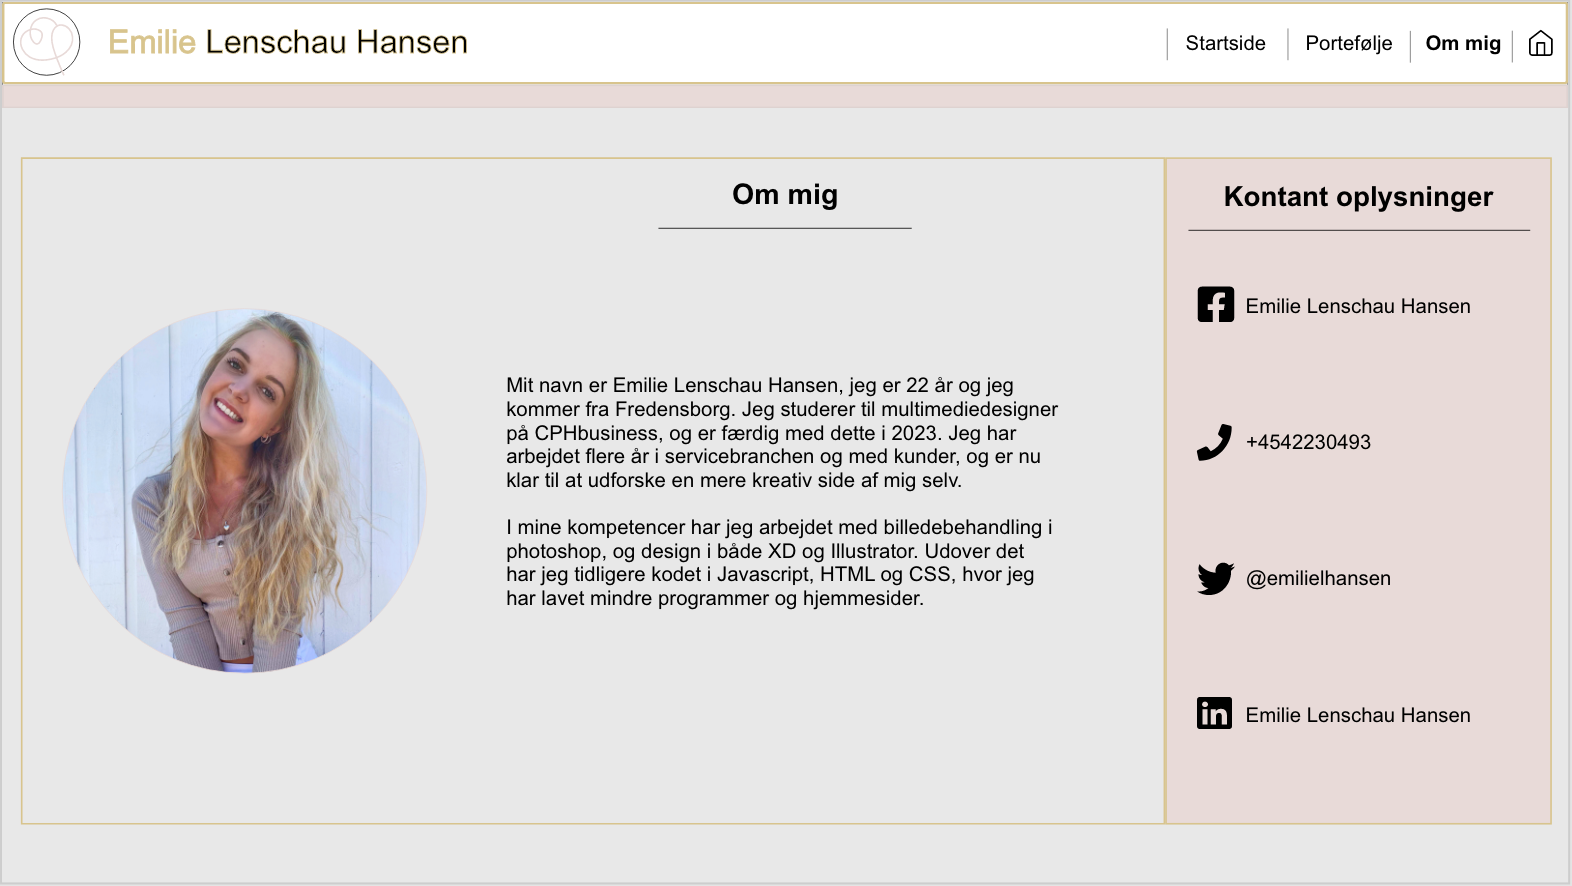 Emilie Lenschau Hansen
Startside
Portefølje
Om mig
Om mig
Mit navn er Emilie Lenschau Hansen, jeg er 22 år og jeg
kommer fra Fredensborg. Jeg studerer til multimediedesigner
på CPHbusiness, og er færdig med dette i 2023. Jeg har
arbejdet flere år i servicebranchen og med kunder, og er nu
klar til at udforske en mere kreativ side af mig selv.
I mine kompetencer har jeg arbejdet med billedebehandling i
photoshop, og design i både XD og Illustrator. Udover det
har jeg tidligere kodet i Javascript, HTML og CSS, hvor jeg
har lavet mindre programmer og hjemmesider.
Kontant oplysninger
Emilie Lenschau Hansen
+4542230493
@emilielhansen
Emilie Lenschau Hansen